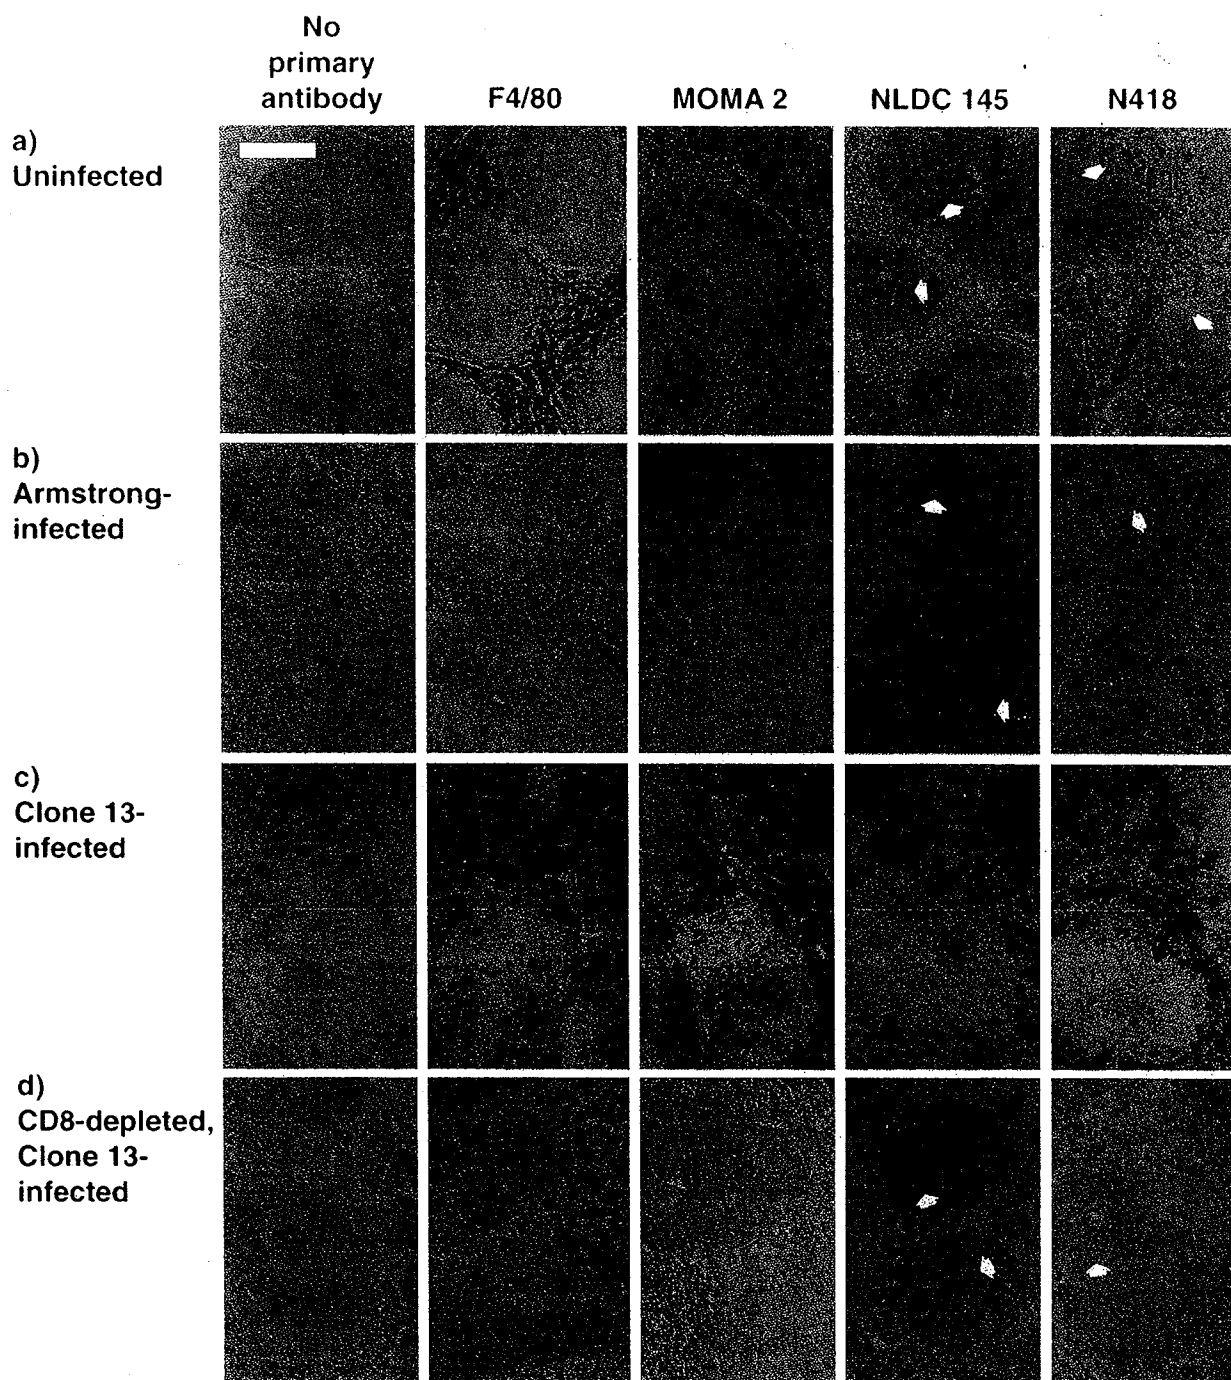 No
primary
antibody
F4/80
MOMA 2
NLDC 145
N418
a)
Uninfected
b)
Armstrong-
infected
c)
Clone 13-
infected
d)
CD8-depleted,
Clone 13-
infected